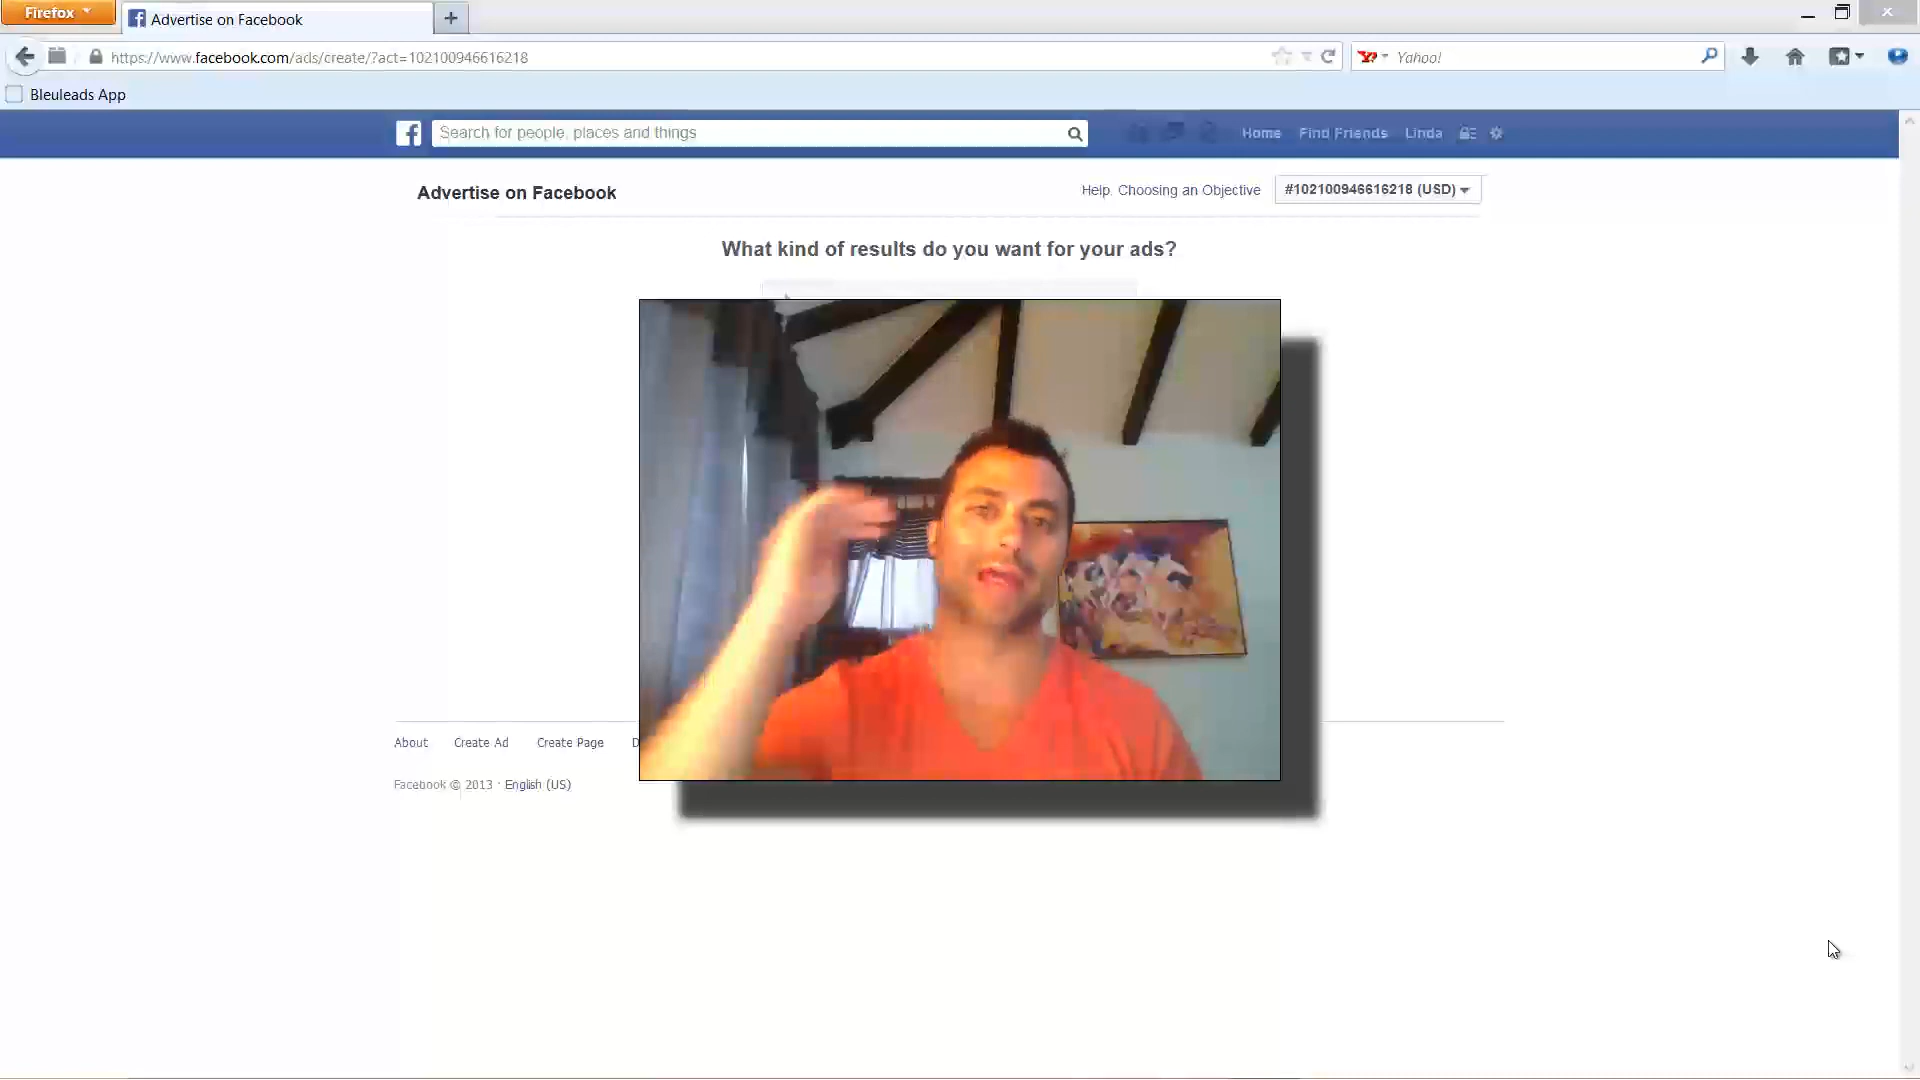 Firefox
Advertise on Facebook
https://www.facebook.com/ads/create/?act=102100946616218
Yahoo!
Bleuleads App
Search for people, places and things
Home
Find Friends
Linda
Advertise on Facebook
Help. Choosing an Objective
#102100946616218 (USD)
What kind of results do you want for your ads?
About
Create Ad
Create Page
D
Facebook © 2013 · English (US)